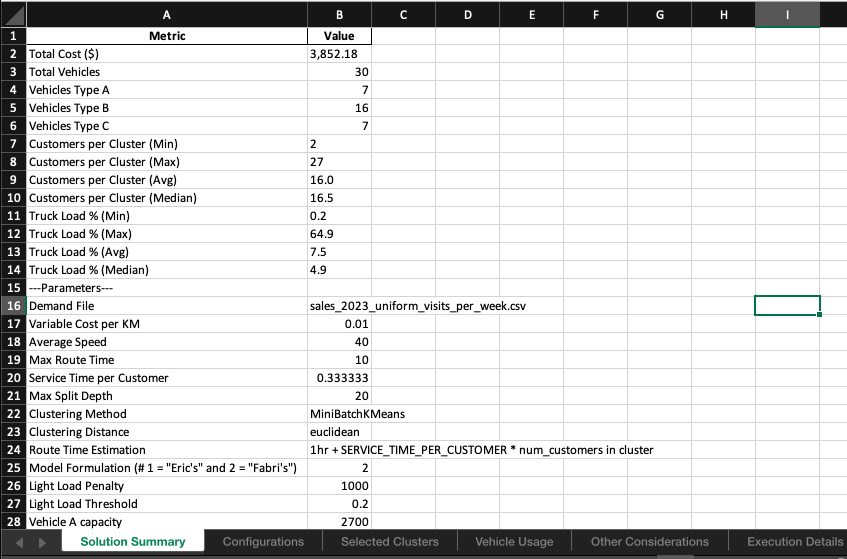 A B C D E F G H I
1 Metric Value
2 Total Cost ($) 3,852.18
3 Total Vehicles 30
4 Vehicles Type A 7
5 Vehicles Type B 16
6 Vehicles Type C 7
7 Customers per Cluster (Min) 2
8 Customers per Cluster (Max) 27
9 Customers per Cluster (Avg) 16.0
10 Customers per Cluster (Median) 16.5
11 Truck Load % (Min) 0.2
12 Truck Load % (Max) 64.9
13 Truck Load % (Avg) 7.5
14 Truck Load % (Median) 4.9
15 ---Parameters---
16 Demand File sales_2023_uniform_visits_per_week.csv
17 Variable Cost per KM 0.01
18 Average Speed 40
19 Max Route Time 10
20 Service Time per Customer 0.333333
21 Max Split Depth 20
22 Clustering Method MiniBatchKMeans
23 Clustering Distance euclidean
24 Route Time Estimation 1hr + SERVICE_TIME_PER_CUSTOMER * num_customers in cluster
25 Model Formulation (# 1 = "Eric's" and 2 = "Fabri's") 2
26 Light Load Penalty 1000
27 Light Load Threshold 0.2
28 Vehicle A capacity 2700
Solution Summary Configurations Selected Clusters Vehicle Usage Other Considerations Execution Details